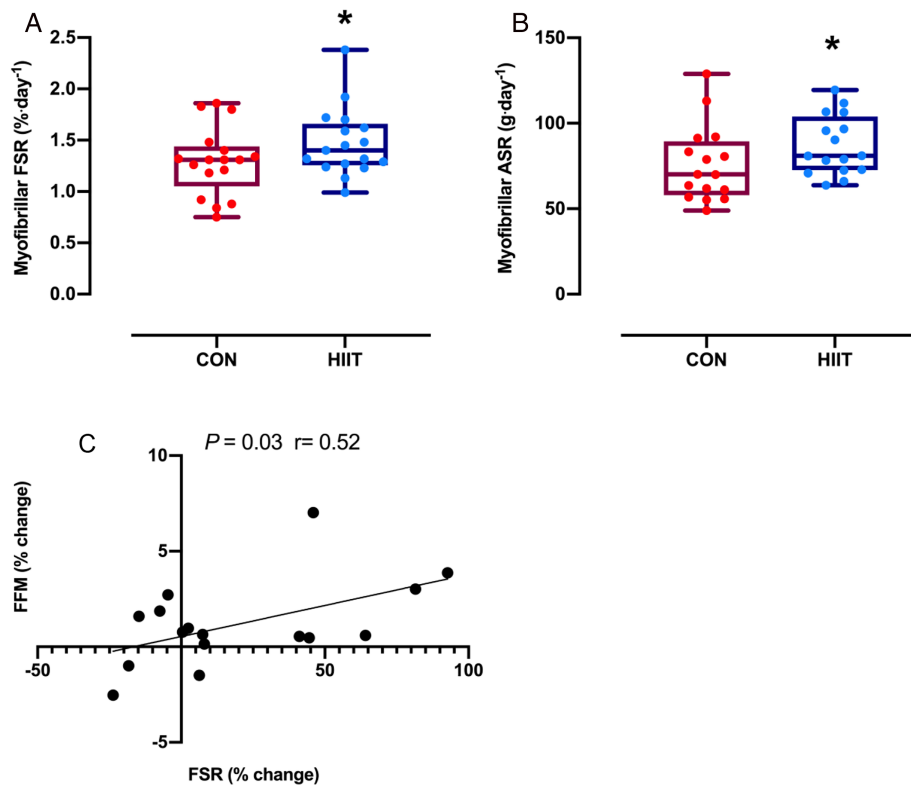 A
*
Myofibrillar FSR (%·day⁻¹)
2.5
2.0
1.5
1.0
0.5
0.0
CON HIIT
B
*
Myofibrillar ASR (g·day⁻¹)
150
100
50
0
CON HIIT
C
P = 0.03 r= 0.52
FFM (% change)
10
5
-50 50 100
-5
FSR (% change)